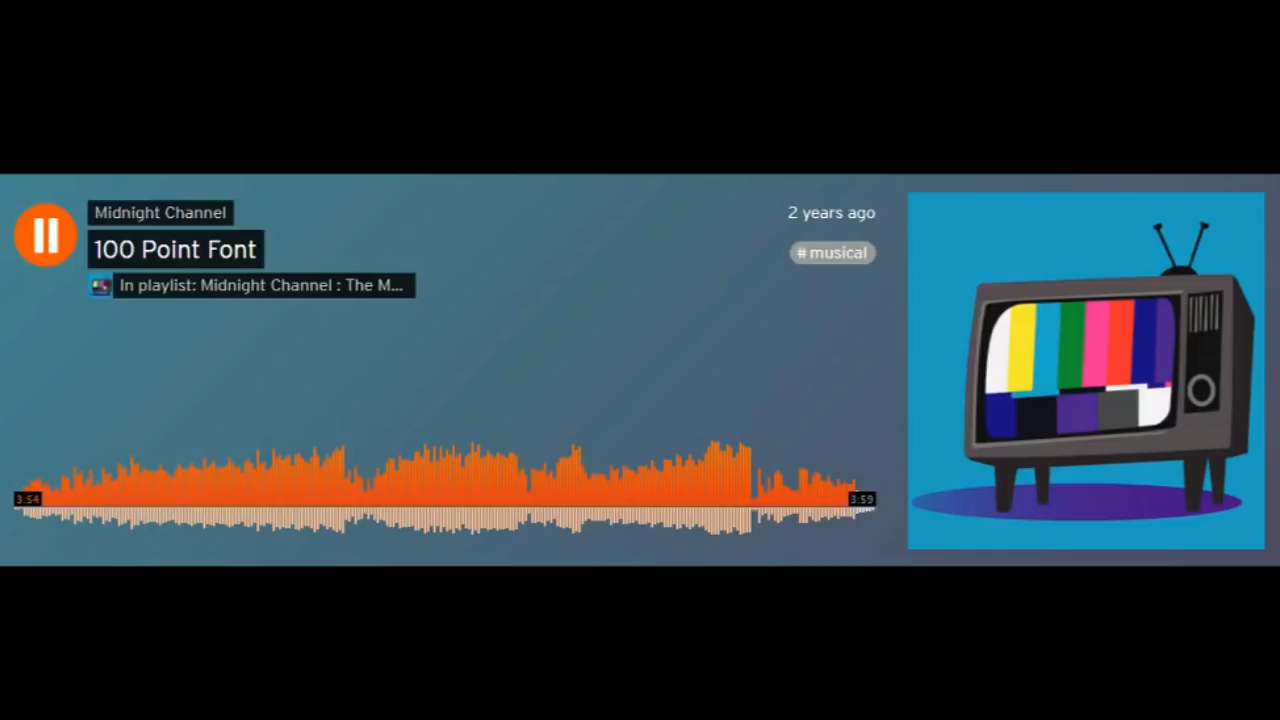 Midnight Channel
2 years ago
100 Point Font
# musical
In playlist: Midnight Channel : The M...
3:54
3:59